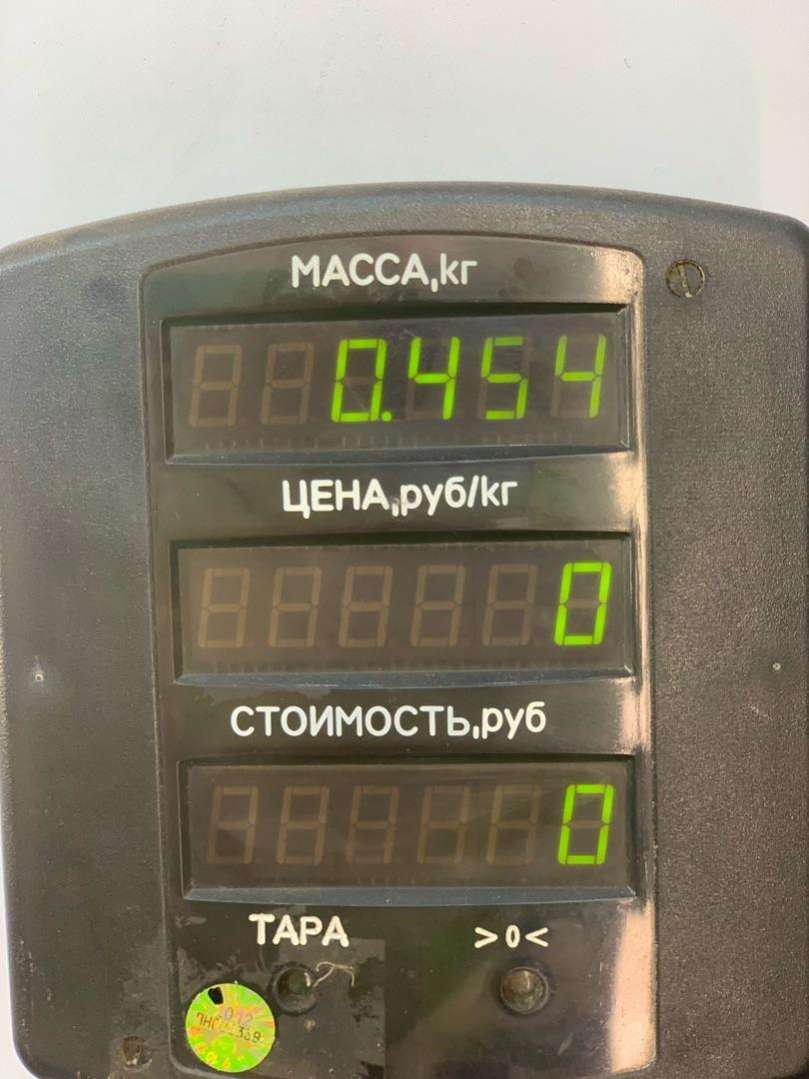 МАССА,кг
0.454
ЦЕНА,руб/кг
0
СТОИМОСТЬ,руб
0
ТАРА >0<